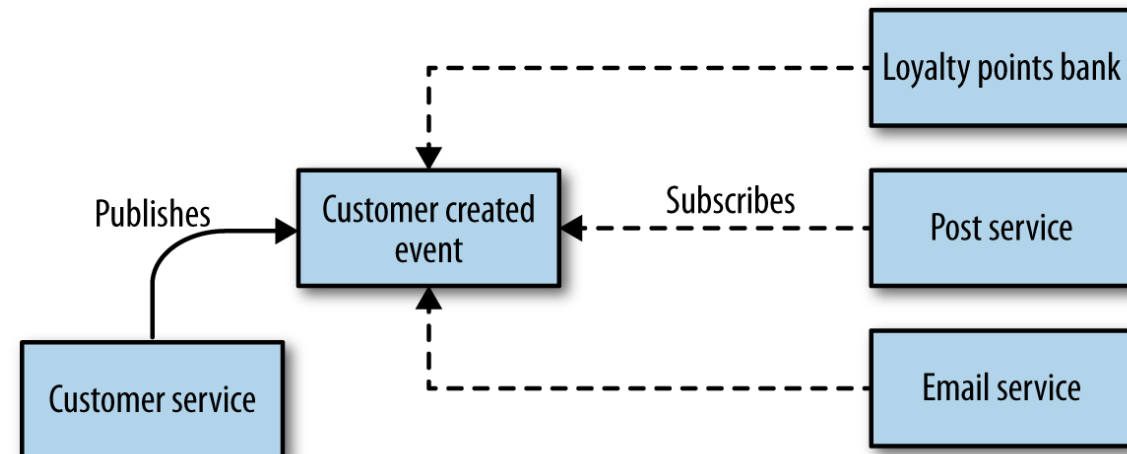 Loyalty points bank
Publishes
Customer created
event
Subscribes
Post service
Customer service
Email service